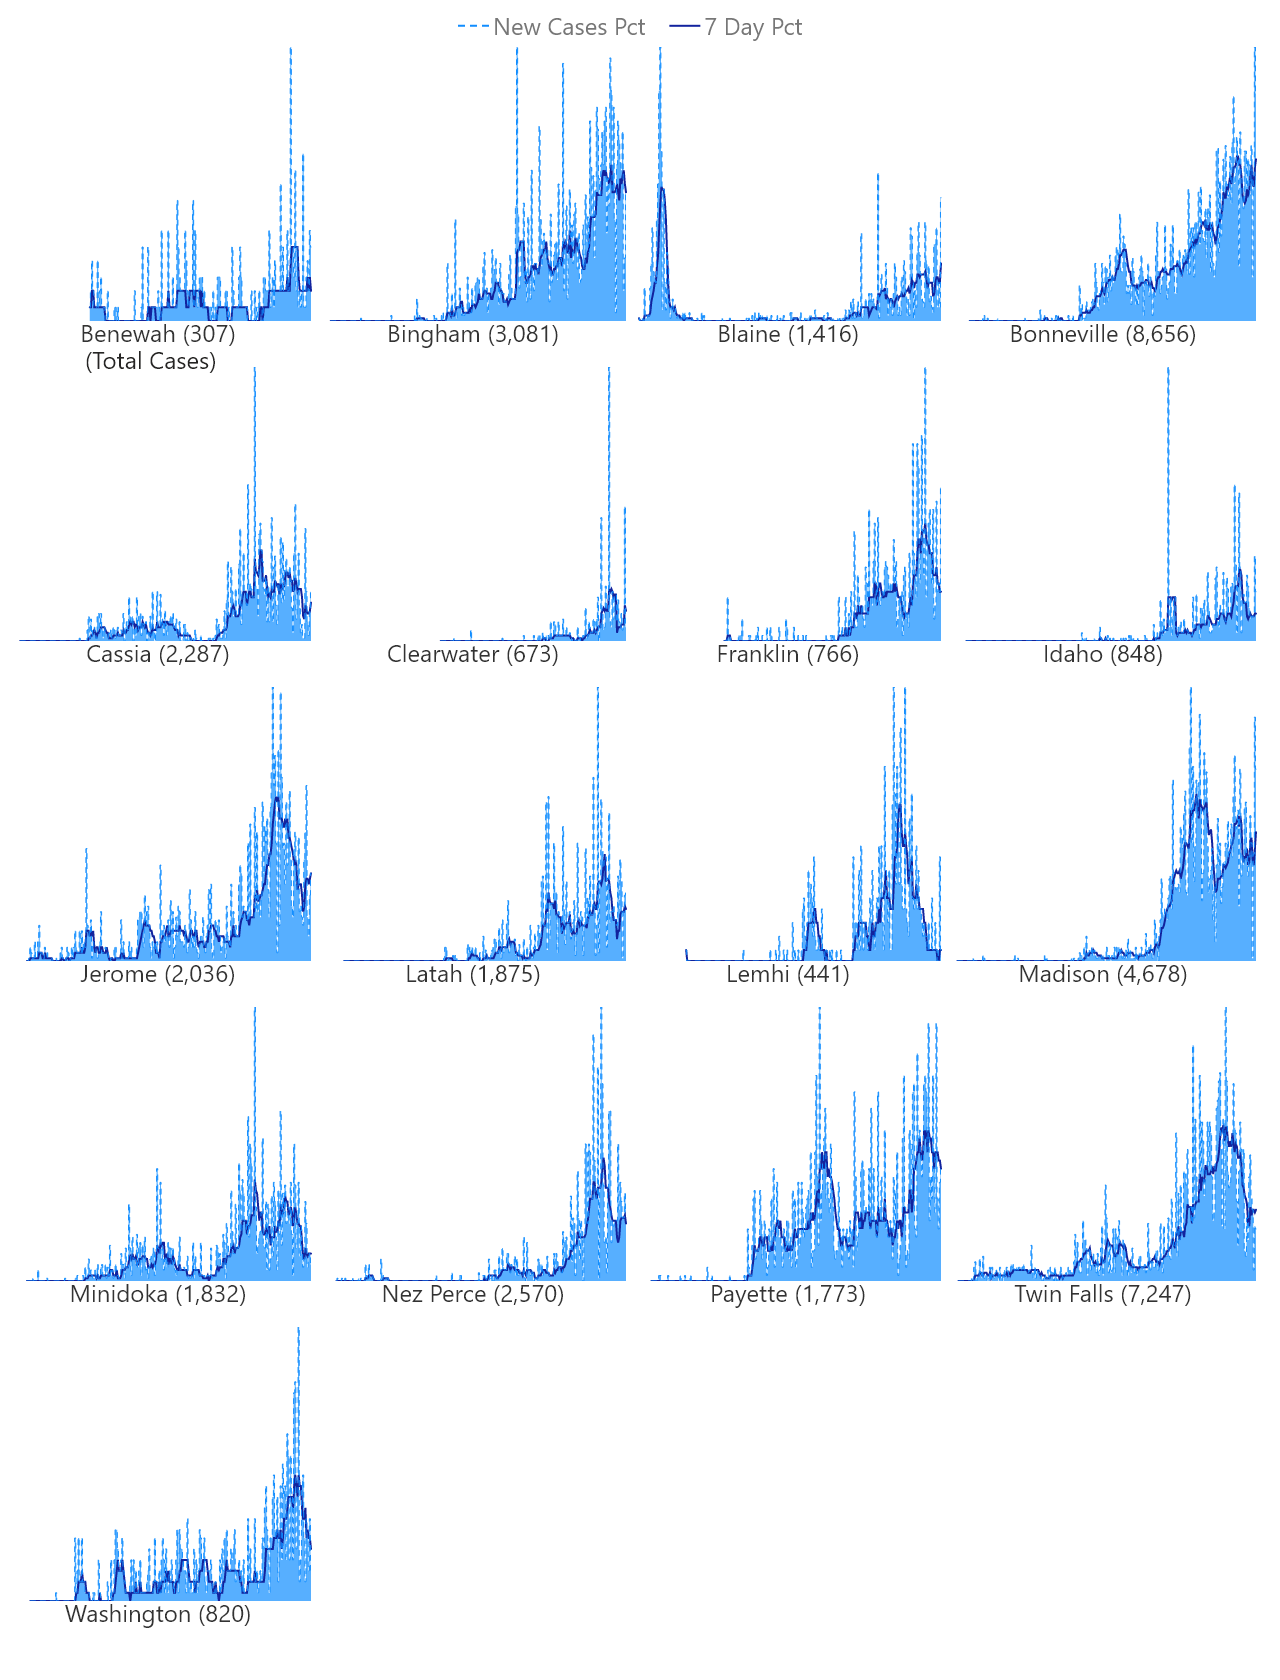 New Cases Pct 7 Day Pct
Benewah (307) Bingham (3,081) Blaine (1,416) Bonneville (8,656)
(Total Cases)
Cassia (2,287) Clearwater (673) Franklin (766) Idaho (848)
Jerome (2,036) Latah (1,875) Lemhi (441) Madison (4,678)
Minidoka (1,832) Nez Perce (2,570) Payette (1,773) Twin Falls (7,247)
Washington (820)